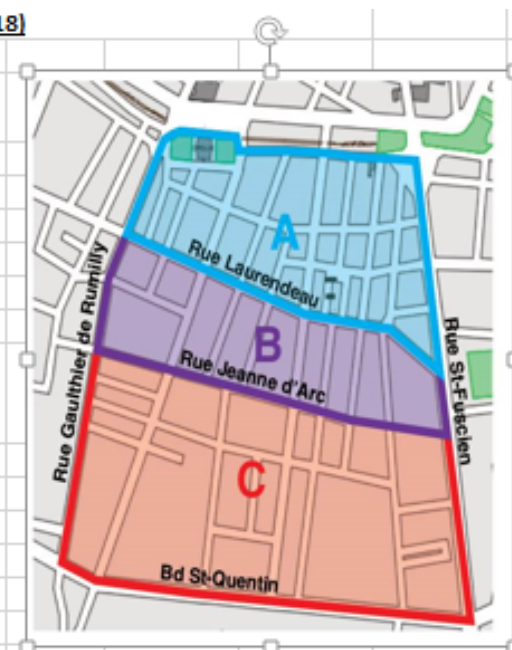 18)
A
Rue Laurendeau
B
Rue Gaulthier de Rumilly
Rue Jeanne d'Arc
Rue St-Fuscien
C
Bd St-Quentin